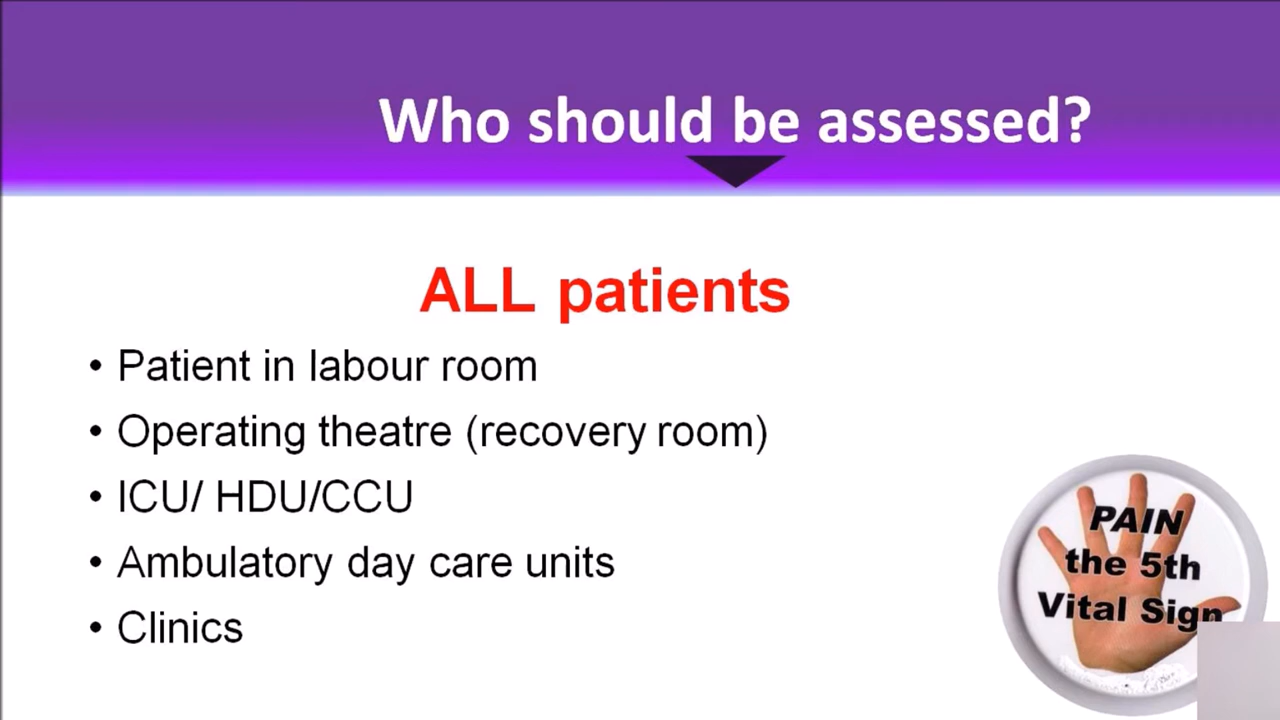 Who should be assessed?
ALL patients
• Patient in labour room
• Operating theatre (recovery room)
• ICU/ HDU/CCU
• Ambulatory day care units
• Clinics
PAIN
the 5th
Vital Sign